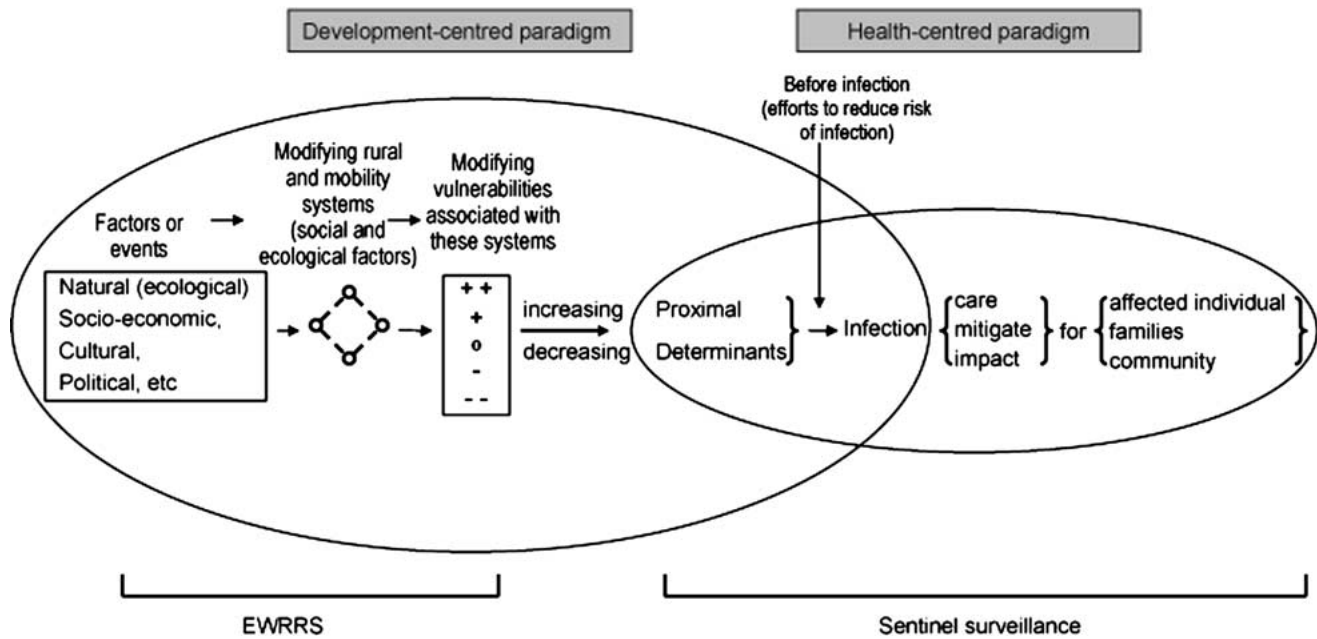 Development-centred paradigm
Health-centred paradigm
Before infection
(efforts to reduce risk
of infection)
Factors or
events
Modifying rural
and mobility
systems
(social and
ecological factors)
Modifying
vulnerabilities
associated with
these systems
Natural (ecological)
Socio-economic,
Cultural,
Political, etc
+ +
+
o
-
- -
increasing
decreasing
Proximal
Determinants
Infection
care
mitigate
impact
for
affected individual
families
community
EWRRS
Sentinel surveillance